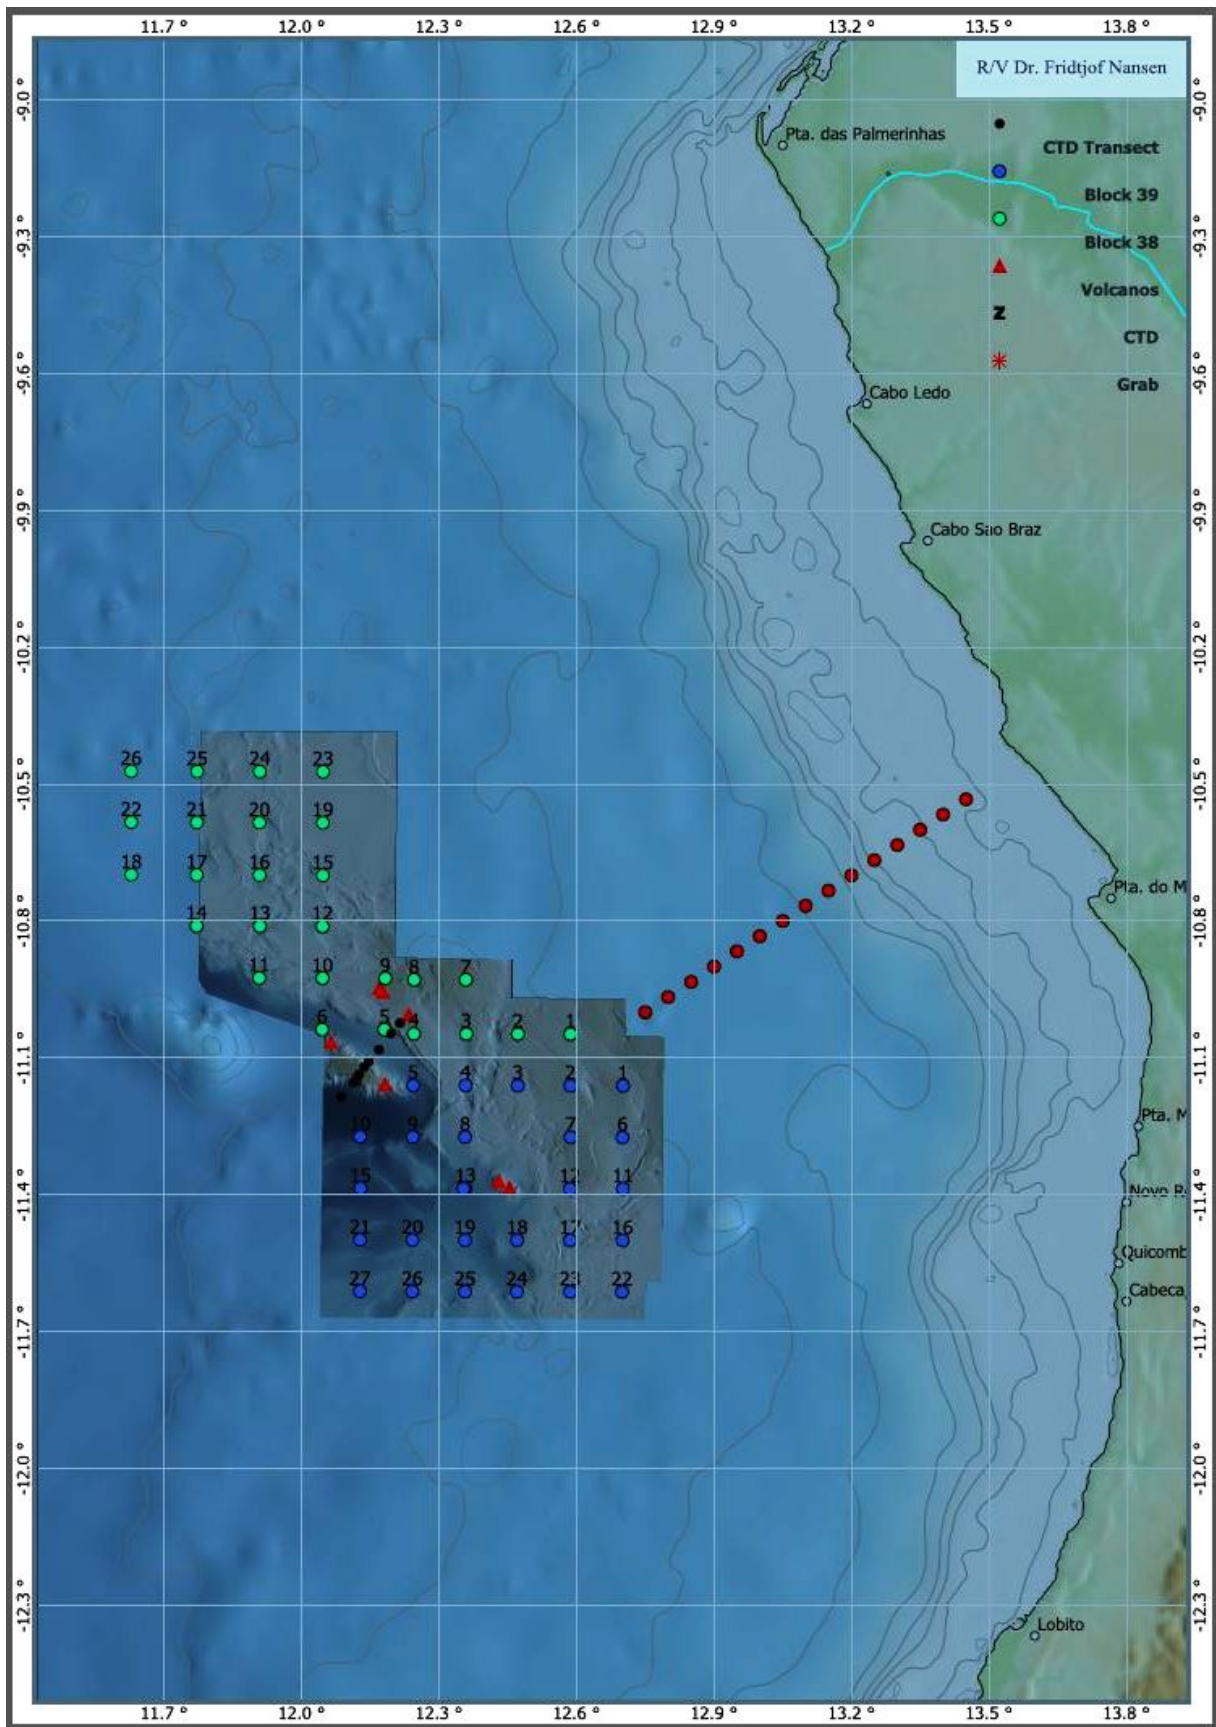 11.7 ° 12.0 ° 12.3 ° 12.6 ° 12.9 ° 13.2 ° 13.5 ° 13.8 °
R/V Dr. Fridtjof Nansen
-9.0 ° -9.0 °
CTD Transect
Pta. das Palmerinhas
Block 39
-9.3 ° Block 38 -9.3 °
Volcanos
z
CTD
-9.6 ° Grab -9.6 °
Cabo Ledo
-9.9 ° -9.9 °
Cabo Sao Braz
-10.2 ° -10.2 °
26 25 24 23
-10.5 ° -10.5 °
22 21 20 19
18 17 16 15
Pta. do M
14 13 12
-10.8 ° -10.8 °
11 10 9 8 7
6 5 4 3 2 1
-11.1 ° -11.1 °
5 4 3 2 1
Pta. M
10 9 8 7 6
15 13 12 11
-11.4 ° Novo R -11.4 °
21 20 19 18 17 16
Quicomb
27 26 25 24 23 22
Cabeca
-11.7 ° -11.7 °
-12.0 ° -12.0 °
-12.3 ° -12.3 °
Lobito
11.7 ° 12.0 ° 12.3 ° 12.6 ° 12.9 ° 13.2 ° 13.5 ° 13.8 °